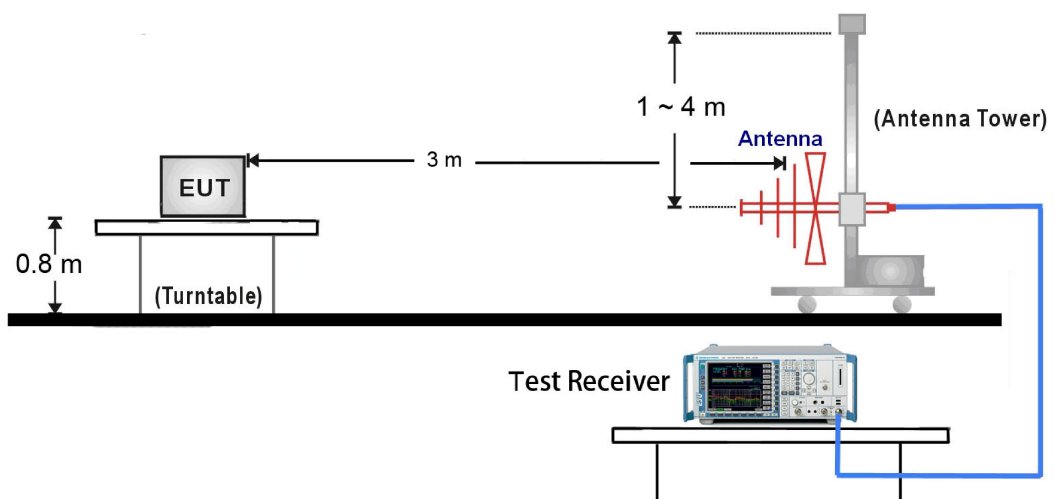 1 ~ 4 m
(Antenna Tower)
Antenna
3 m
EUT
0.8 m
(Turntable)
Test Receiver